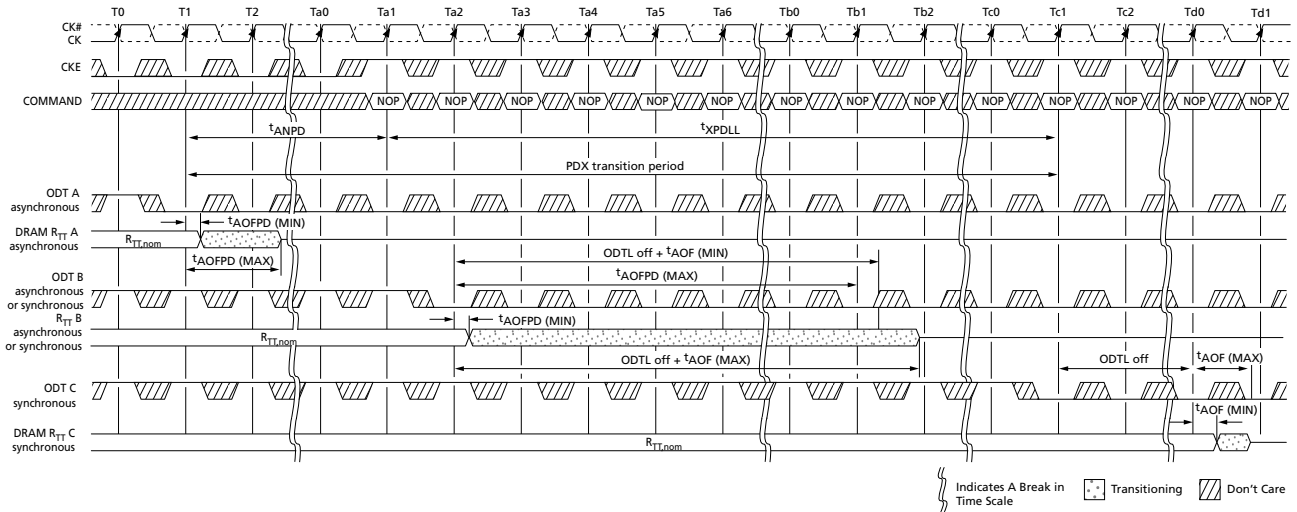 T0 T1 T2 Ta0 Ta1 Ta2 Ta3 Ta4 Ta5 Ta6 Tb0 Tb1 Tb2 Tc0 Tc1 Tc2 Td0 Td1
CK#
CK
CKE
COMMAND NOP NOP NOP NOP NOP NOP NOP NOP NOP NOP NOP NOP NOP NOP
tANPD tXPDLL
PDX transition period
ODT A
asynchronous
tAOFPD (MIN)
DRAM RTT A
asynchronous
RTT,nom
tAOFPD (MAX)
ODTL off + tAOF (MIN)
tAOFPD (MAX)
ODT B
asynchronous
or synchronous
tAOFPD (MIN)
RTT B
asynchronous
or synchronous
RTT,nom
ODTL off + tAOF (MAX)
ODTL off tAOF (MAX)
ODT C
synchronous
tAOF (MIN)
DRAM RTT C
synchronous
RTT,nom
Indicates A Break in
Time Scale
Transitioning
Don't Care